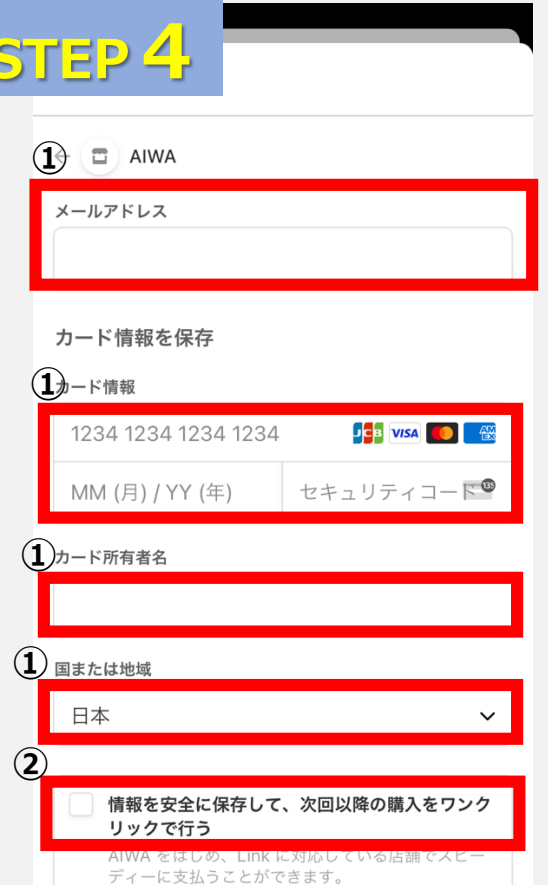 STEP 4
① AIWA
メールアドレス
カード情報を保存
① カード情報
1234 1234 1234 1234 JCB VISA AMEX
MM (月) / YY (年) セキュリティコード 135
① カード所有者名
① 国または地域
日本
②
情報を安全に保存して、次回以降の購入をワンク
リックで行う
AIWA をはじめ、Link に対応している店舗でスピー
ディーに支払うことができます。